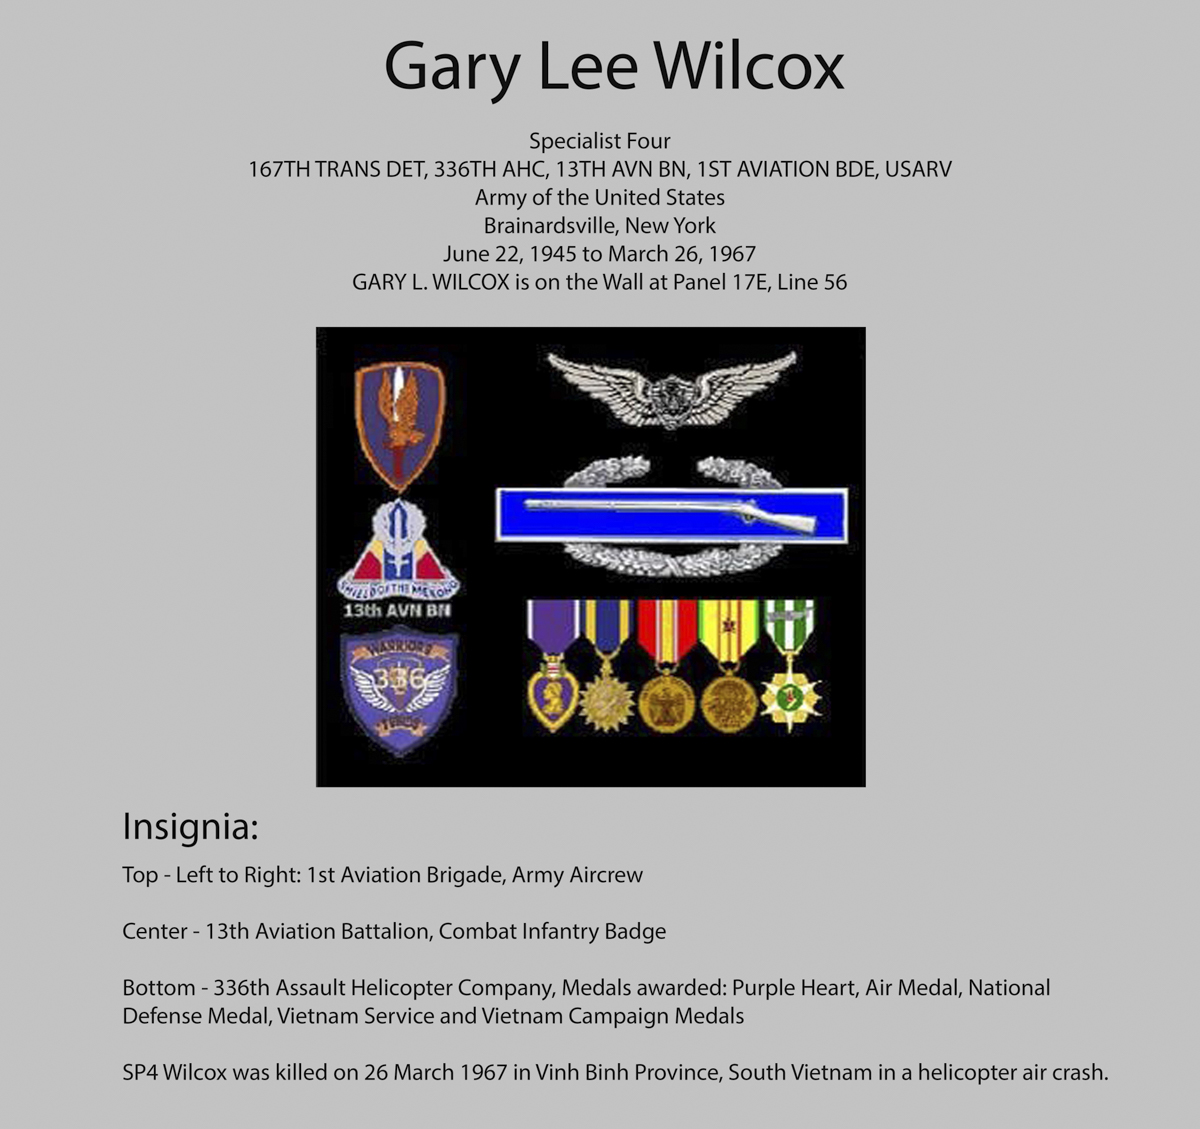 Gary Lee Wilcox
Specialist Four
167TH TRANS DET, 336TH AHC, 13TH AVN BN, 1ST AVIATION BDE, USARV
Army of the United States
Brainardsville, New York
June 22, 1945 to March 26, 1967
GARY L. WILCOX is on the Wall at Panel 17E, Line 56
SHIELD OF THE MEKONG
13th AVN BN
WARRIORS
336
Insignia:
Top - Left to Right: 1st Aviation Brigade, Army Aircrew
Center - 13th Aviation Battalion, Combat Infantry Badge
Bottom - 336th Assault Helicopter Company, Medals awarded: Purple Heart, Air Medal, National
Defense Medal, Vietnam Service and Vietnam Campaign Medals
SP4 Wilcox was killed on 26 March 1967 in Vinh Binh Province, South Vietnam in a helicopter air crash.